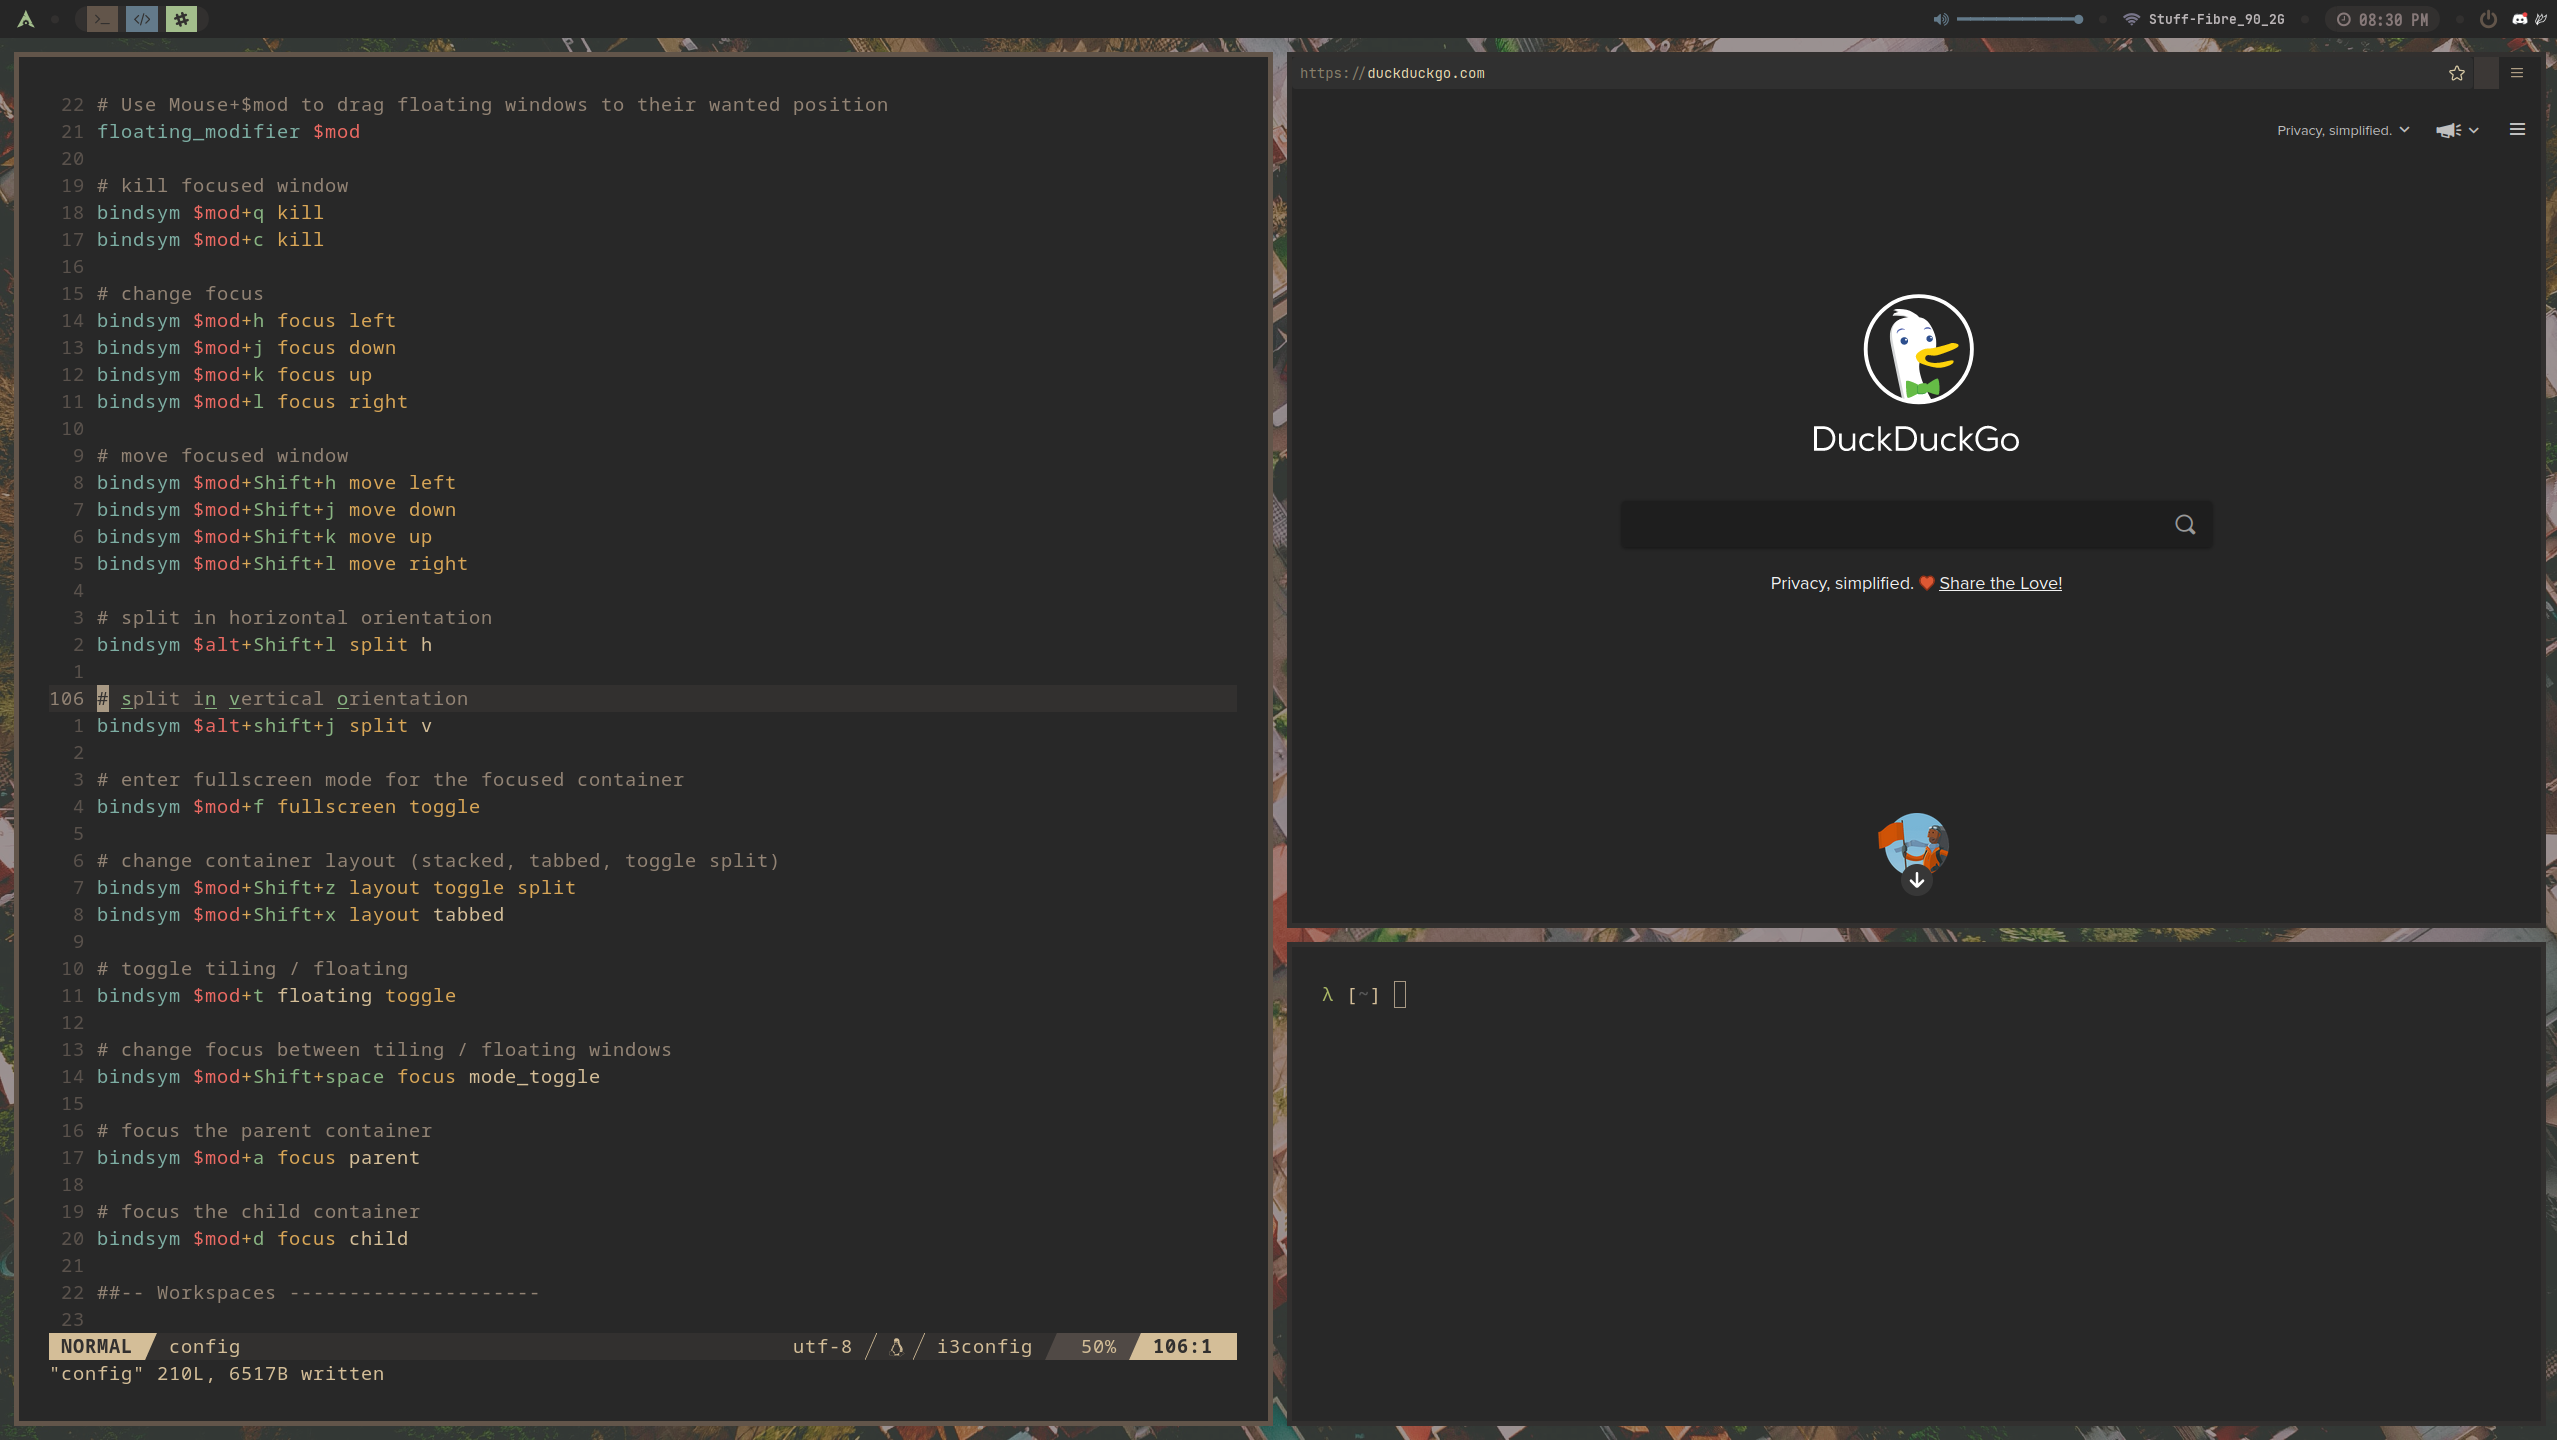 >_ </>
Stuff-Fibre_90_2G
08:30 PM
22 # Use Mouse+$mod to drag floating windows to their wanted position
21 floating_modifier $mod
20
19 # kill focused window
18 bindsym $mod+q kill
17 bindsym $mod+c kill
16
15 # change focus
14 bindsym $mod+h focus left
13 bindsym $mod+j focus down
12 bindsym $mod+k focus up
11 bindsym $mod+l focus right
10
9 # move focused window
8 bindsym $mod+Shift+h move left
7 bindsym $mod+Shift+j move down
6 bindsym $mod+Shift+k move up
5 bindsym $mod+Shift+l move right
4
3 # split in horizontal orientation
2 bindsym $alt+Shift+l split h
1
106 # split in vertical orientation
1 bindsym $alt+shift+j split v
2
3 # enter fullscreen mode for the focused container
4 bindsym $mod+f fullscreen toggle
5
6 # change container layout (stacked, tabbed, toggle split)
7 bindsym $mod+Shift+z layout toggle split
8 bindsym $mod+Shift+x layout tabbed
9
10 # toggle tiling / floating
11 bindsym $mod+t floating toggle
12
13 # change focus between tiling / floating windows
14 bindsym $mod+Shift+space focus mode_toggle
15
16 # focus the parent container
17 bindsym $mod+a focus parent
18
19 # focus the child container
20 bindsym $mod+d focus child
21
22 ##-- Workspaces ---------------------
23
NORMAL config utf-8 i3config 50% 106:1
"config" 210L, 6517B written
https://duckduckgo.com
Privacy, simplified.
DuckDuckGo
Privacy, simplified. Share the Love!
λ [~]